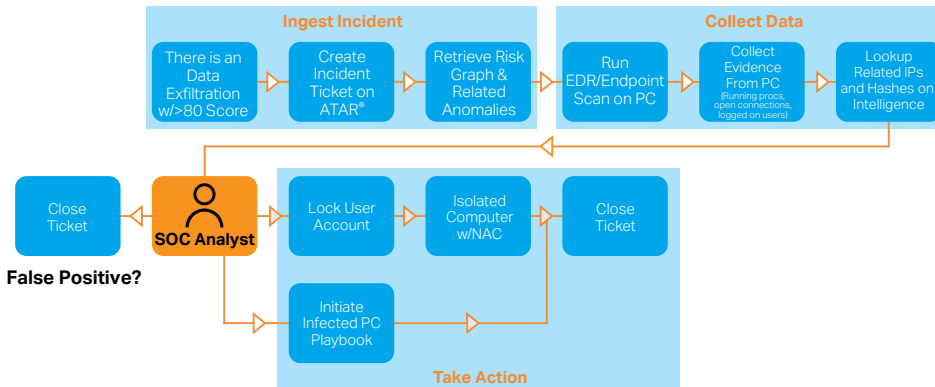 Ingest Incident
Collect Data
There is an
Data
Exfiltration
w/>80 Score
Create
Incident
Ticket on
ATAR®
Retrieve Risk
Graph &
Related
Anomalies
Run
EDR/Endpoint
Scan on PC
Collect
Evidence
From PC
(Running procs,
open connections,
logged on users)
Lookup
Related IPs
and Hashes on
Intelligence
Close
Ticket
False Positive?
SOC Analyst
Lock User
Account
Isolated
Computer
w/NAC
Close
Ticket
Initiate
Infected PC
Playbook
Take Action